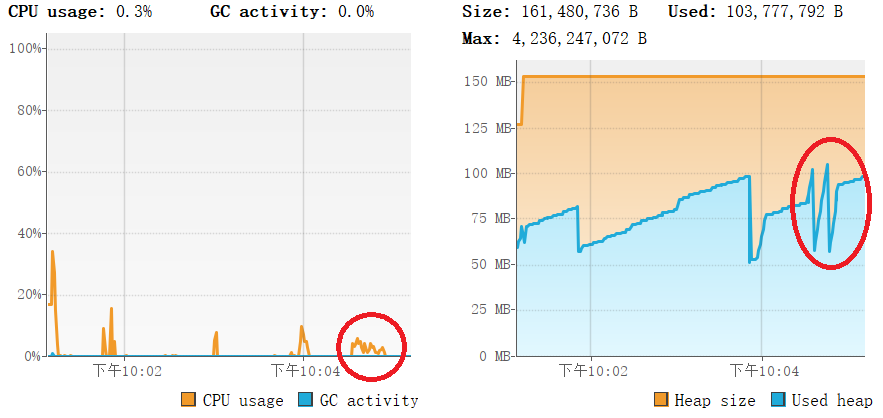 CPU usage: 0.3% GC activity: 0.0%
100%
80%
60%
40%
20%
0%
下午10:02 下午10:04
CPU usage GC activity
Size: 161,480,736 B Used: 103,777,792 B
Max: 4,236,247,072 B
150 MB
125 MB
100 MB
75 MB
50 MB
25 MB
0 MB
下午10:02 下午10:04
Heap size Used heap